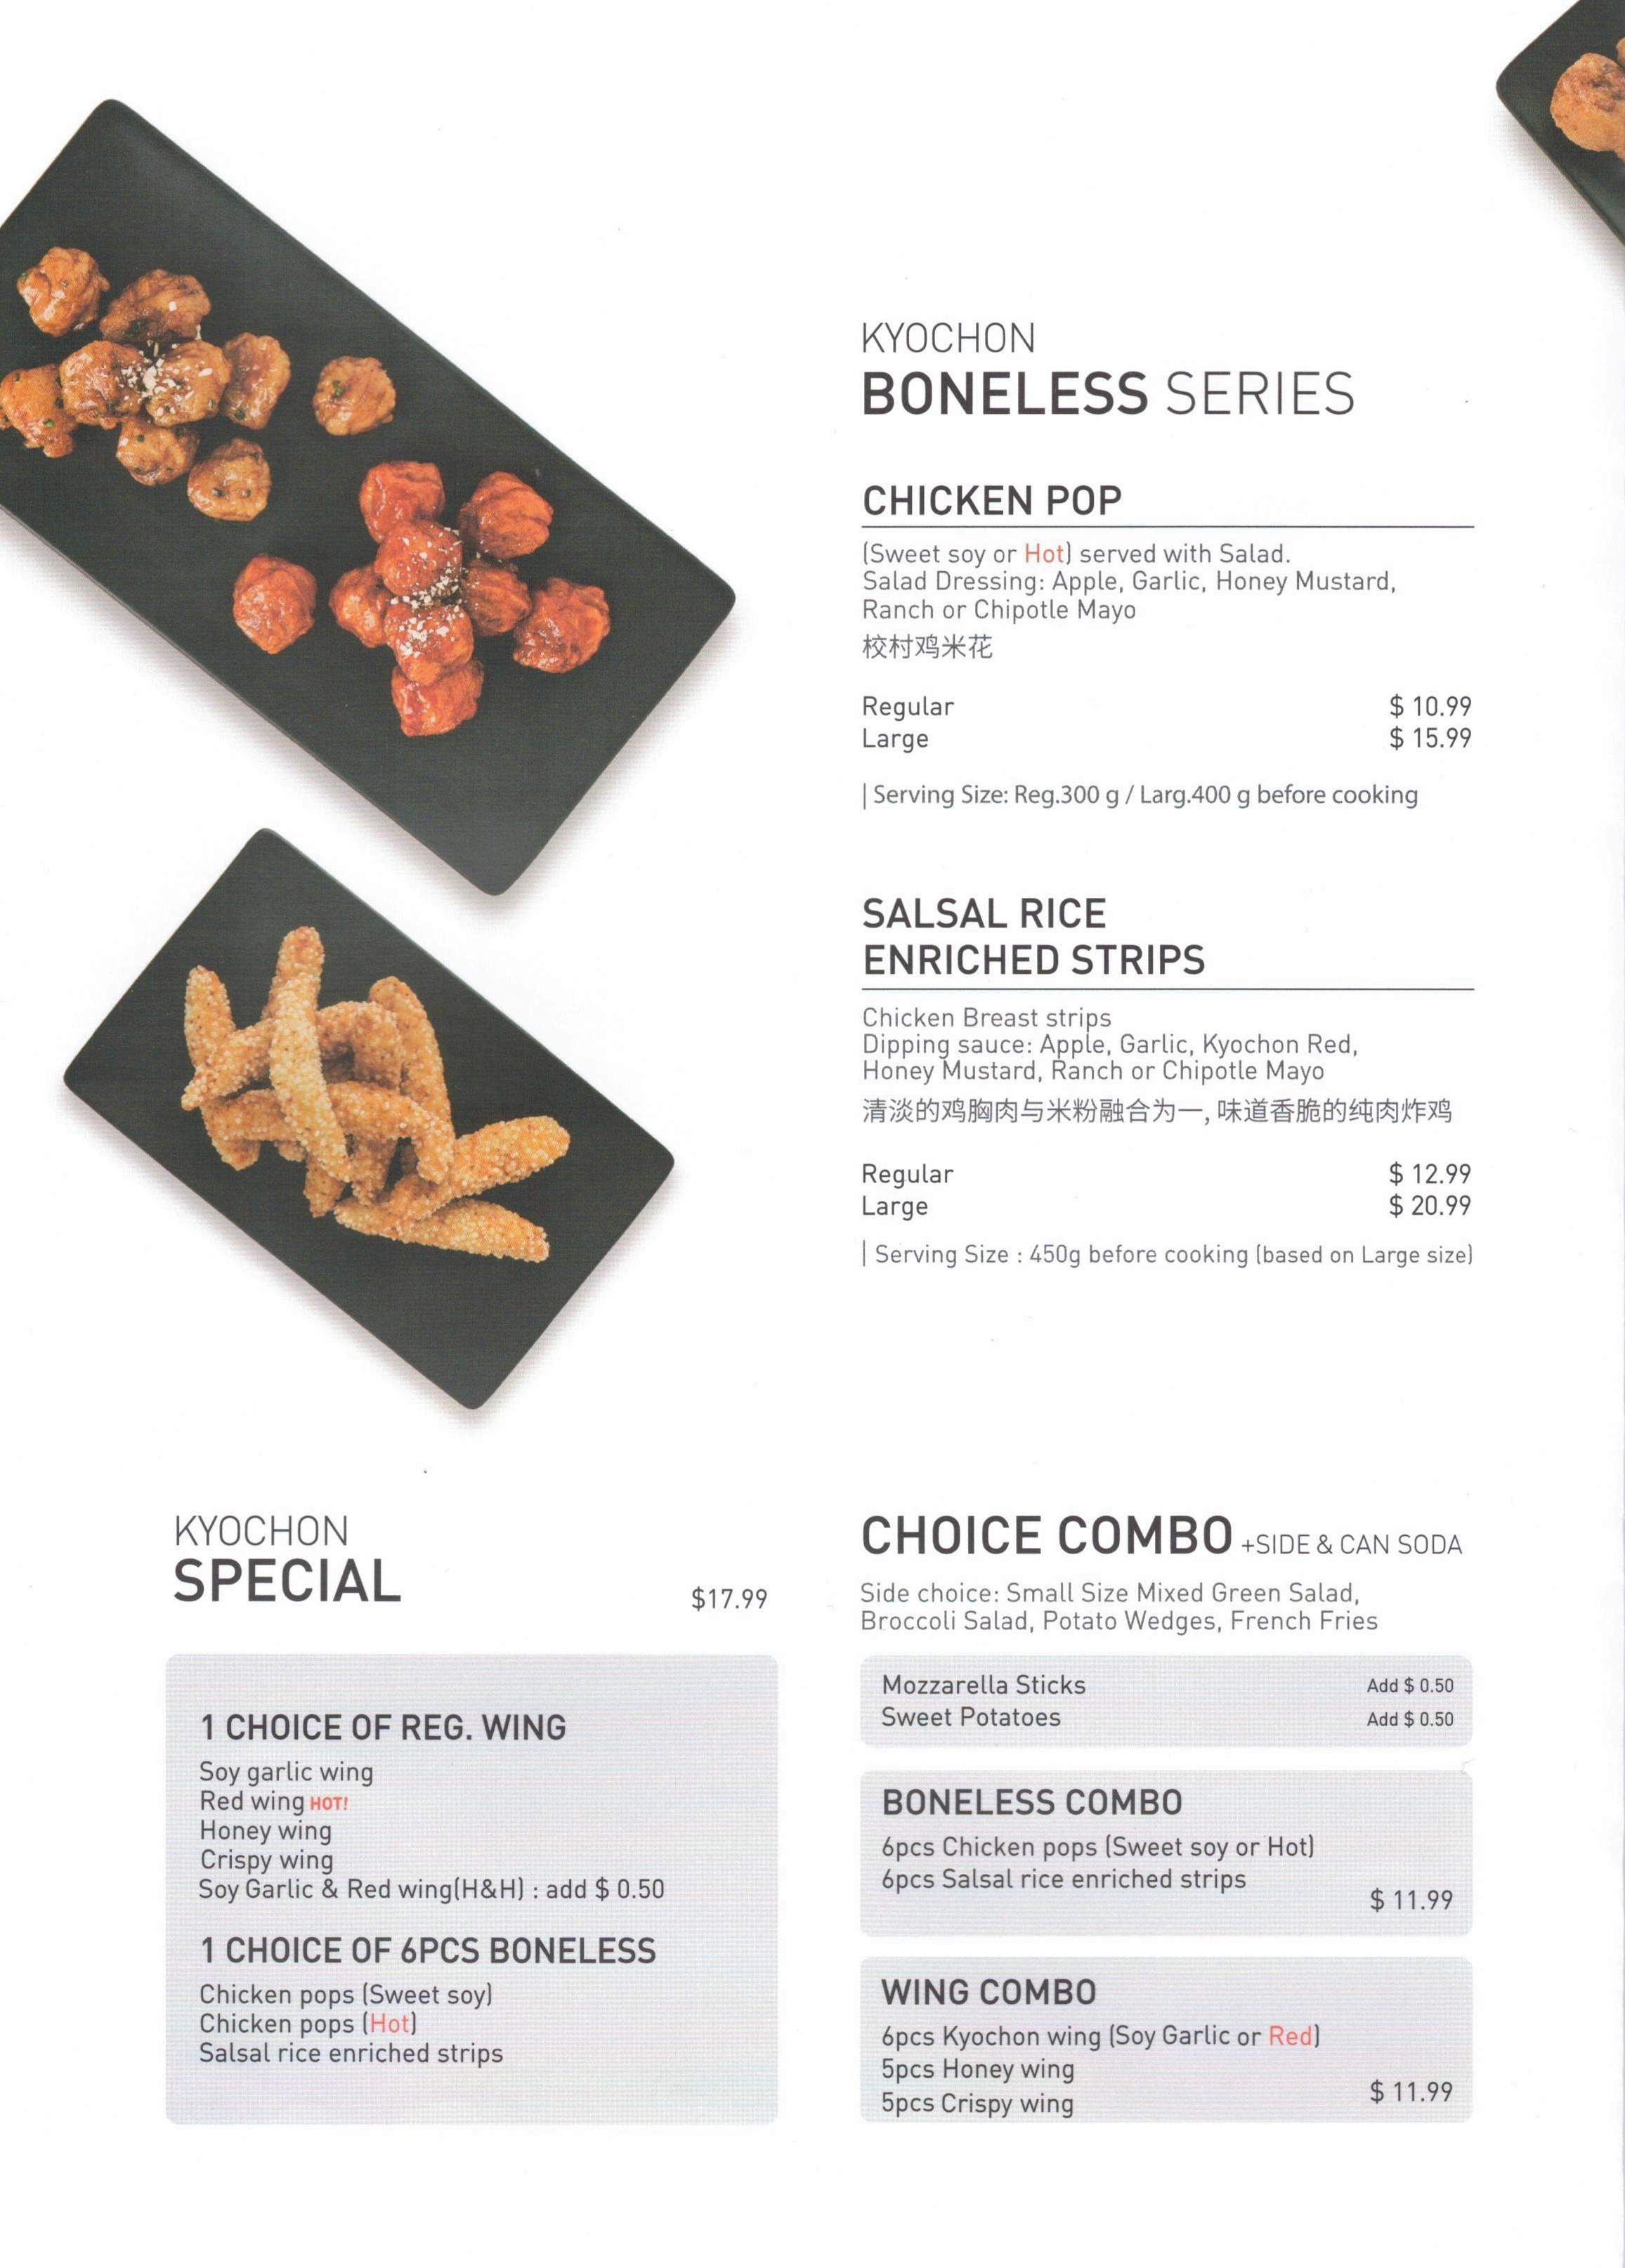 KYOCHON
BONELESS SERIES
CHICKEN POP
(Sweet soy or Hot) served with Salad.
Salad Dressing: Apple, Garlic, Honey Mustard,
Ranch or Chipotle Mayo
校村鸡米花
Regular $ 10.99
Large $ 15.99
| Serving Size: Reg.300 g / Larg.400 g before cooking
SALSAL RICE
ENRICHED STRIPS
Chicken Breast strips
Dipping sauce: Apple, Garlic, Kyochon Red,
Honey Mustard, Ranch or Chipotle Mayo
清淡的鸡胸肉与米粉融合为一, 味道香脆的纯肉炸鸡
Regular $ 12.99
Large $ 20.99
| Serving Size : 450g before cooking (based on Large size)
KYOCHON
SPECIAL $17.99
1 CHOICE OF REG. WING
Soy garlic wing
Red wing HOT!
Honey wing
Crispy wing
Soy Garlic & Red wing(H&H) : add $ 0.50
1 CHOICE OF 6PCS BONELESS
Chicken pops (Sweet soy)
Chicken pops (Hot)
Salsal rice enriched strips
CHOICE COMBO +SIDE & CAN SODA
Side choice: Small Size Mixed Green Salad,
Broccoli Salad, Potato Wedges, French Fries
Mozzarella Sticks Add $ 0.50
Sweet Potatoes Add $ 0.50
BONELESS COMBO
6pcs Chicken pops (Sweet soy or Hot)
6pcs Salsal rice enriched strips
$ 11.99
WING COMBO
6pcs Kyochon wing (Soy Garlic or Red)
5pcs Honey wing
5pcs Crispy wing $ 11.99